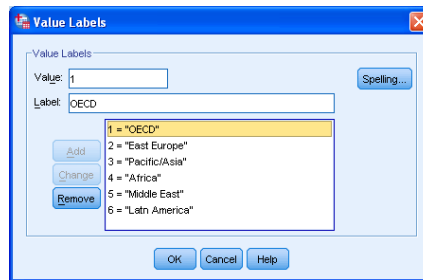 Value Labels
Value Labels
Value: 1
Spelling...
Label: OECD
1 = "OECD"
2 = "East Europe"
3 = "Pacific/Asia"
4 = "Africa"
5 = "Middle East"
6 = "Latn America"
Add
Change
Remove
OK Cancel Help